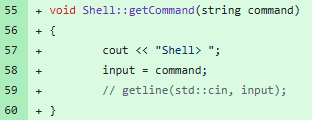 55 + void Shell::getCommand(string command)
56 + {
57 + cout << "Shell> ";
58 + input = command;
59 + // getline(std::cin, input);
60 + }